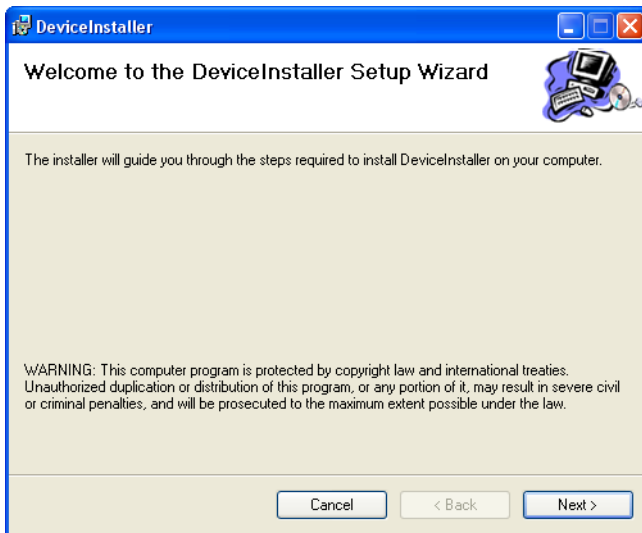 DeviceInstaller
Welcome to the DeviceInstaller Setup Wizard
The installer will guide you through the steps required to install DeviceInstaller on your computer.
WARNING: This computer program is protected by copyright law and international treaties.
Unauthorized duplication or distribution of this program, or any portion of it, may result in severe civil
or criminal penalties, and will be prosecuted to the maximum extent possible under the law.
Cancel
< Back
Next >